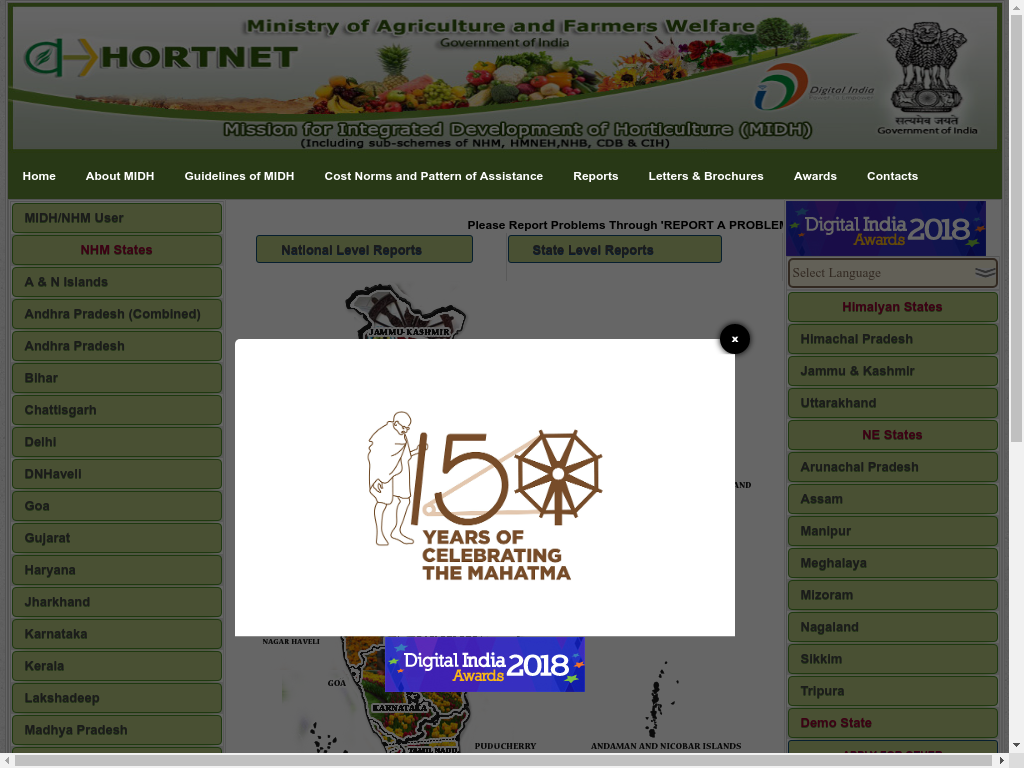 Ministry of Agriculture and Farmers Welfare
Government of India
HORTNET
Digital India
सत्यमेव जयते
Government of India
Mission for Integrated Development of Horticulture (MIDH)
(Including sub-schemes of NHM, HMNEH,NHB, CDB & CIH)
Home About MIDH Guidelines of MIDH Cost Norms and Pattern of Assistance Reports Letters & Brochures Awards Contacts
MIDH/NHM User
NHM States
A & N Islands
Andhra Pradesh (Combined)
Andhra Pradesh
Bihar
Chattisgarh
Delhi
DNHaveli
Goa
Gujarat
Haryana
Jharkhand
Karnataka
Kerala
Lakshadeep
Madhya Pradesh
Please Report Problems Through 'REPORT A PROBLEM
National Level Reports
State Level Reports
JAMMU-KASHMIR
x
150
YEARS OF
CELEBRATING
THE MAHATMA
AND
NAGAR HAVELI
Digital India 2018
Awards
GOA
KARNATAKA
TAMIL NADU
PUDUCHERRY
ANDAMAN AND NICOBAR ISLANDS
Digital India 2018
Awards
Select Language
Himalyan States
Himachal Pradesh
Jammu & Kashmir
Uttarakhand
NE States
Arunachal Pradesh
Assam
Manipur
Meghalaya
Mizoram
Nagaland
Sikkim
Tripura
Demo State